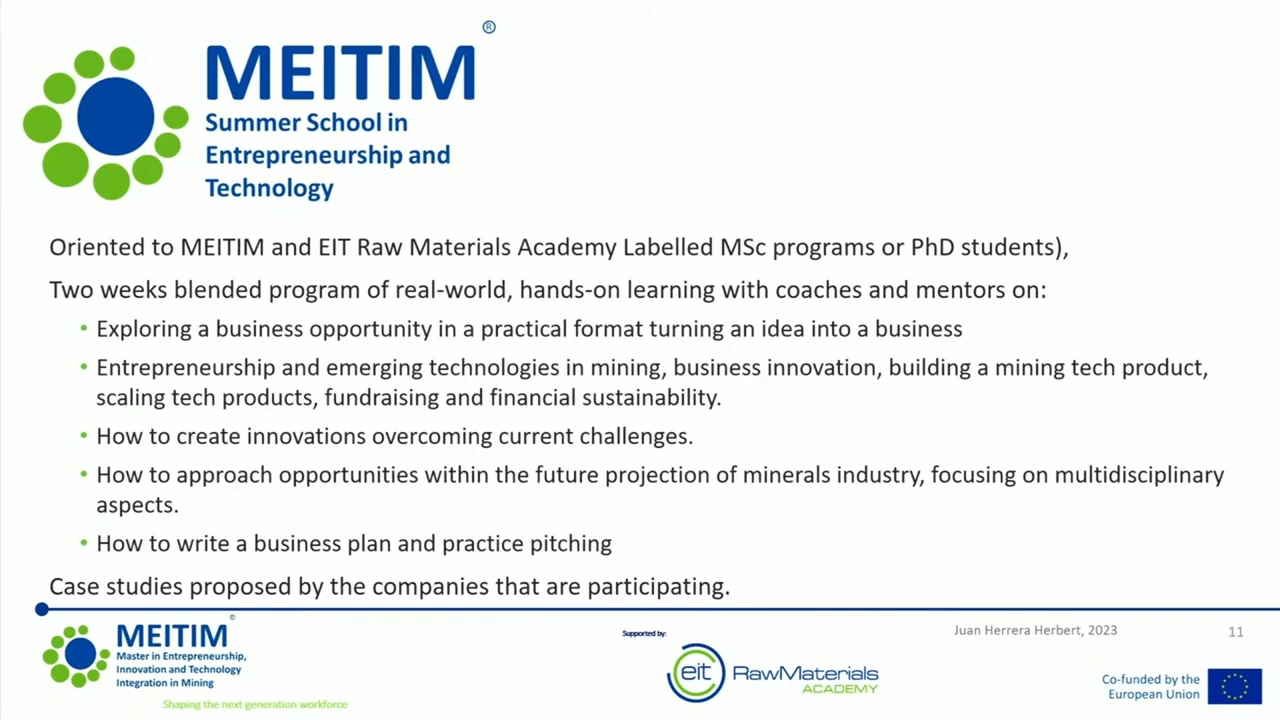 MEITIM ®
Summer School in
Entrepreneurship and
Technology
Oriented to MEITIM and EIT Raw Materials Academy Labelled MSc programs or PhD students),
Two weeks blended program of real-world, hands-on learning with coaches and mentors on:
• Exploring a business opportunity in a practical format turning an idea into a business
• Entrepreneurship and emerging technologies in mining, business innovation, building a mining tech product,
scaling tech products, fundraising and financial sustainability.
• How to create innovations overcoming current challenges.
• How to approach opportunities within the future projection of minerals industry, focusing on multidisciplinary
aspects.
• How to write a business plan and practice pitching
Case studies proposed by the companies that are participating.
MEITIM ®
Master in Entrepreneurship,
Innovation and Technology
Integration in Mining
Shaping the next generation workforce
Supported by:
eit RawMaterials
ACADEMY
Juan Herrera Herbert, 2023
11
Co-funded by the
European Union